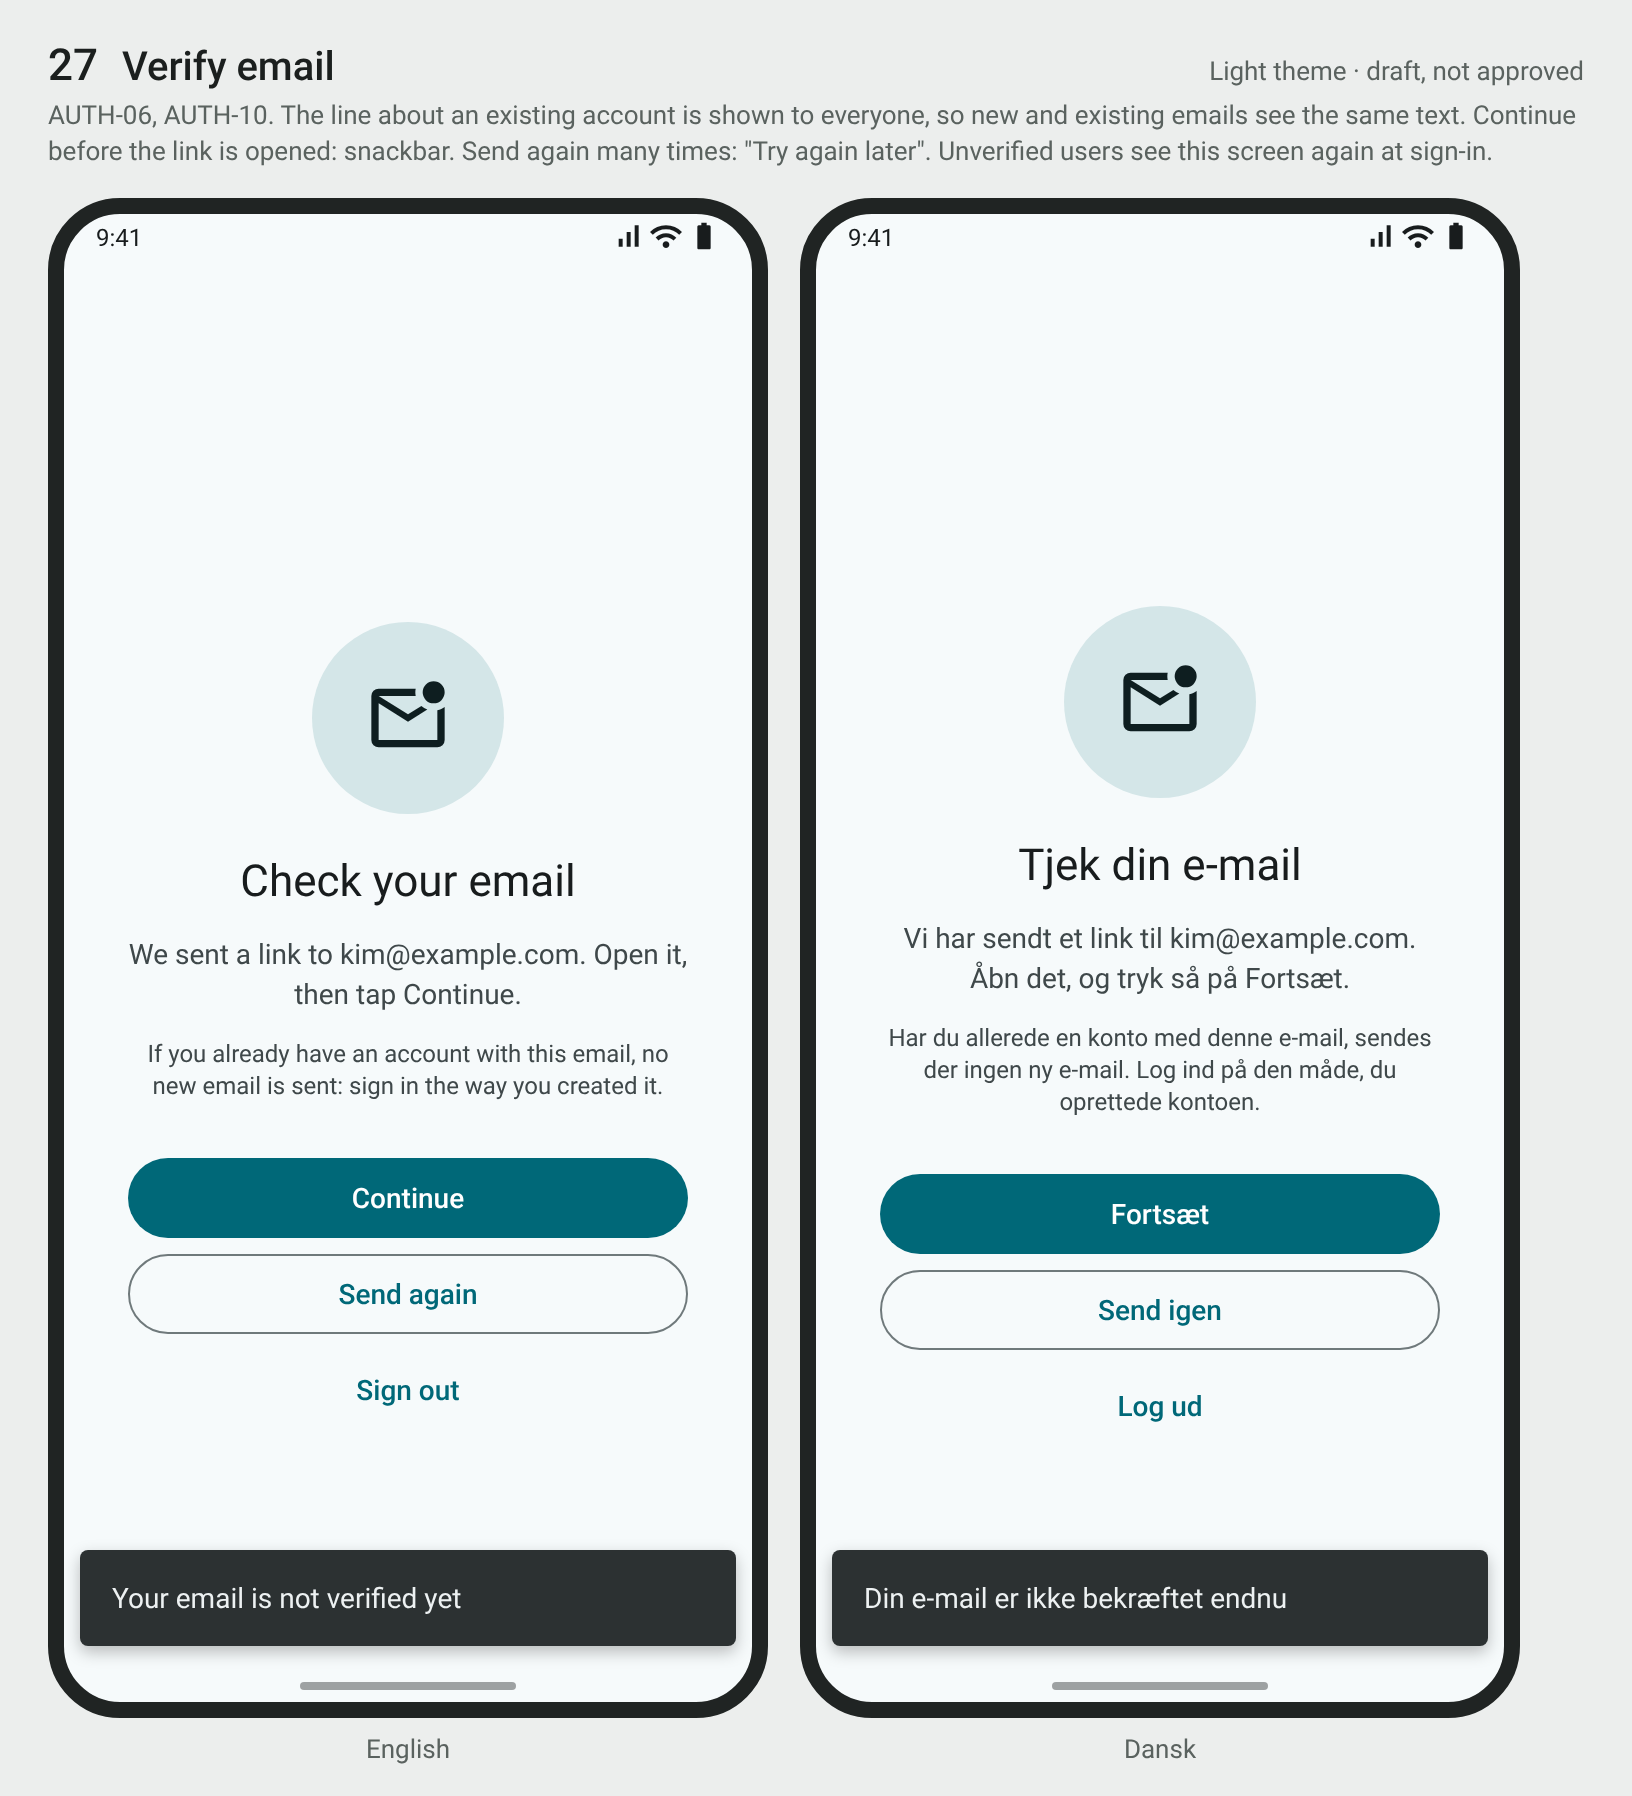 27 Verify email
Light theme · draft, not approved
AUTH-06, AUTH-10. The line about an existing account is shown to everyone, so new and existing emails see the same text. Continue
before the link is opened: snackbar. Send again many times: "Try again later". Unverified users see this screen again at sign-in.
9:41
Check your email
We sent a link to kim@example.com. Open it,
then tap Continue.
If you already have an account with this email, no
new email is sent: sign in the way you created it.
Continue
Send again
Sign out
Your email is not verified yet
English
9:41
Tjek din e-mail
Vi har sendt et link til kim@example.com.
Åbn det, og tryk så på Fortsæt.
Har du allerede en konto med denne e-mail, sendes
der ingen ny e-mail. Log ind på den måde, du
oprettede kontoen.
Fortsæt
Send igen
Log ud
Din e-mail er ikke bekræftet endnu
Dansk